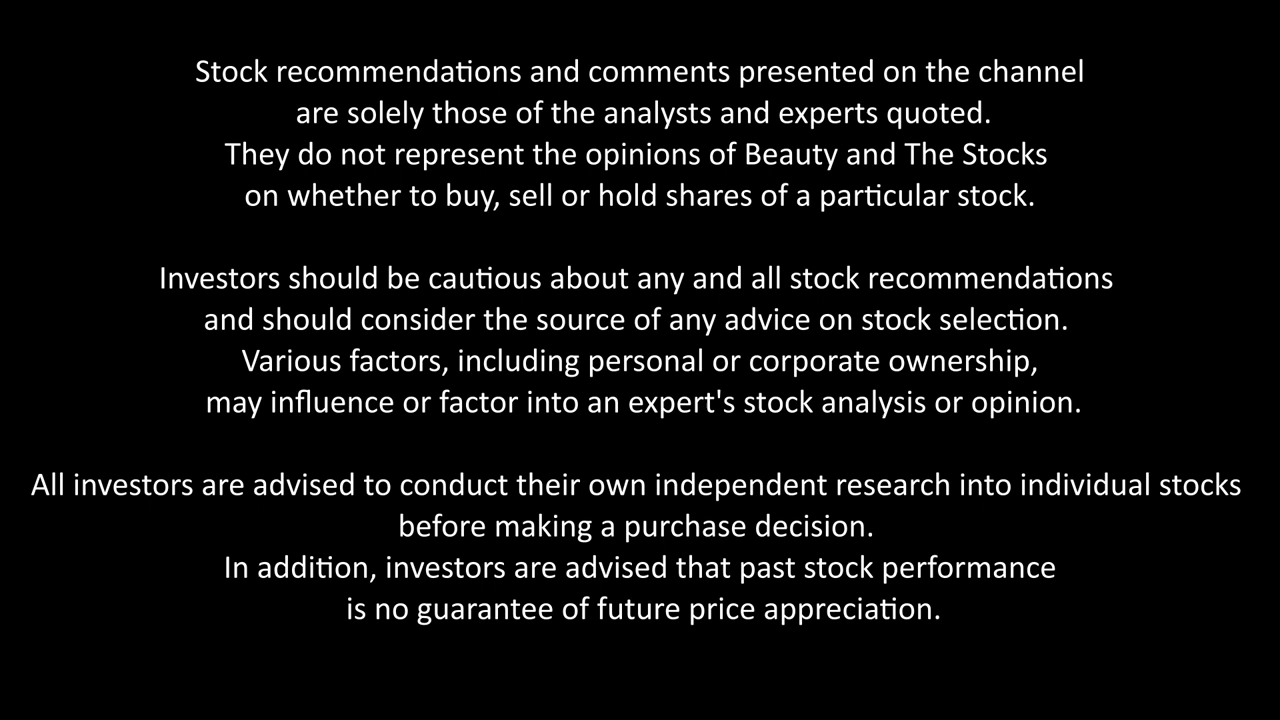 Stock recommendations and comments presented on the channel
are solely those of the analysts and experts quoted.
They do not represent the opinions of Beauty and The Stocks
on whether to buy, sell or hold shares of a particular stock.
Investors should be cautious about any and all stock recommendations
and should consider the source of any advice on stock selection.
Various factors, including personal or corporate ownership,
may influence or factor into an expert's stock analysis or opinion.
All investors are advised to conduct their own independent research into individual stocks
before making a purchase decision.
In addition, investors are advised that past stock performance
is no guarantee of future price appreciation.